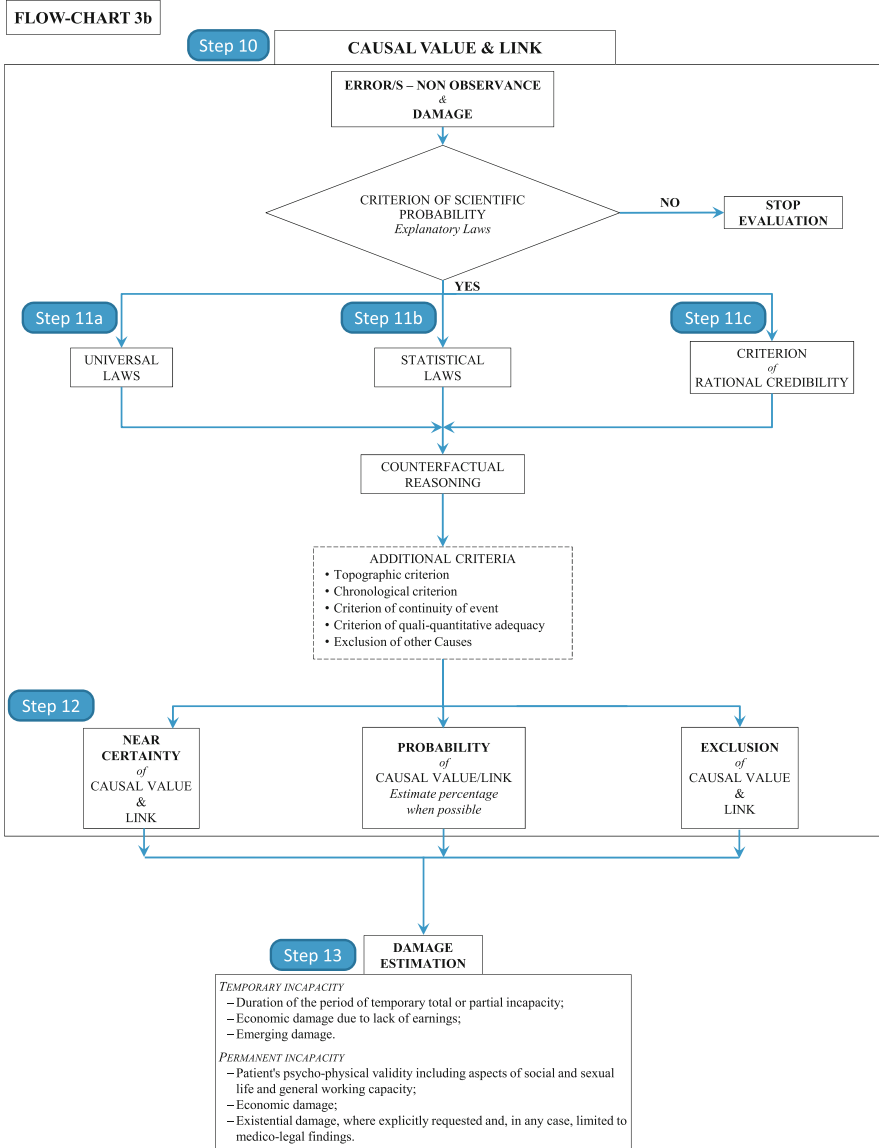 FLOW-CHART 3b
Step 10
CAUSAL VALUE & LINK
ERROR/S – NON OBSERVANCE
&
DAMAGE
CRITERION OF SCIENTIFIC
PROBABILITY
Explanatory Laws
NO
STOP
EVALUATION
YES
Step 11a
Step 11b
Step 11c
UNIVERSAL
LAWS
STATISTICAL
LAWS
CRITERION
of
RATIONAL CREDIBILITY
COUNTERFACTUAL
REASONING
ADDITIONAL CRITERIA
• Topographic criterion
• Chronological criterion
• Criterion of continuity of event
• Criterion of quali-quantitative adequacy
• Exclusion of other Causes
Step 12
NEAR
CERTAINTY
of
CAUSAL VALUE
&
LINK
PROBABILITY
of
CAUSAL VALUE/LINK
Estimate percentage
when possible
EXCLUSION
of
CAUSAL VALUE
&
LINK
Step 13
DAMAGE
ESTIMATION
TEMPORARY INCAPACITY
– Duration of the period of temporary total or partial incapacity;
– Economic damage due to lack of earnings;
– Emerging damage.
PERMANENT INCAPACITY
– Patient's psycho-physical validity including aspects of social and sexual
life and general working capacity;
– Economic damage;
– Existential damage, where explicitly requested and, in any case, limited to
medico-legal findings.